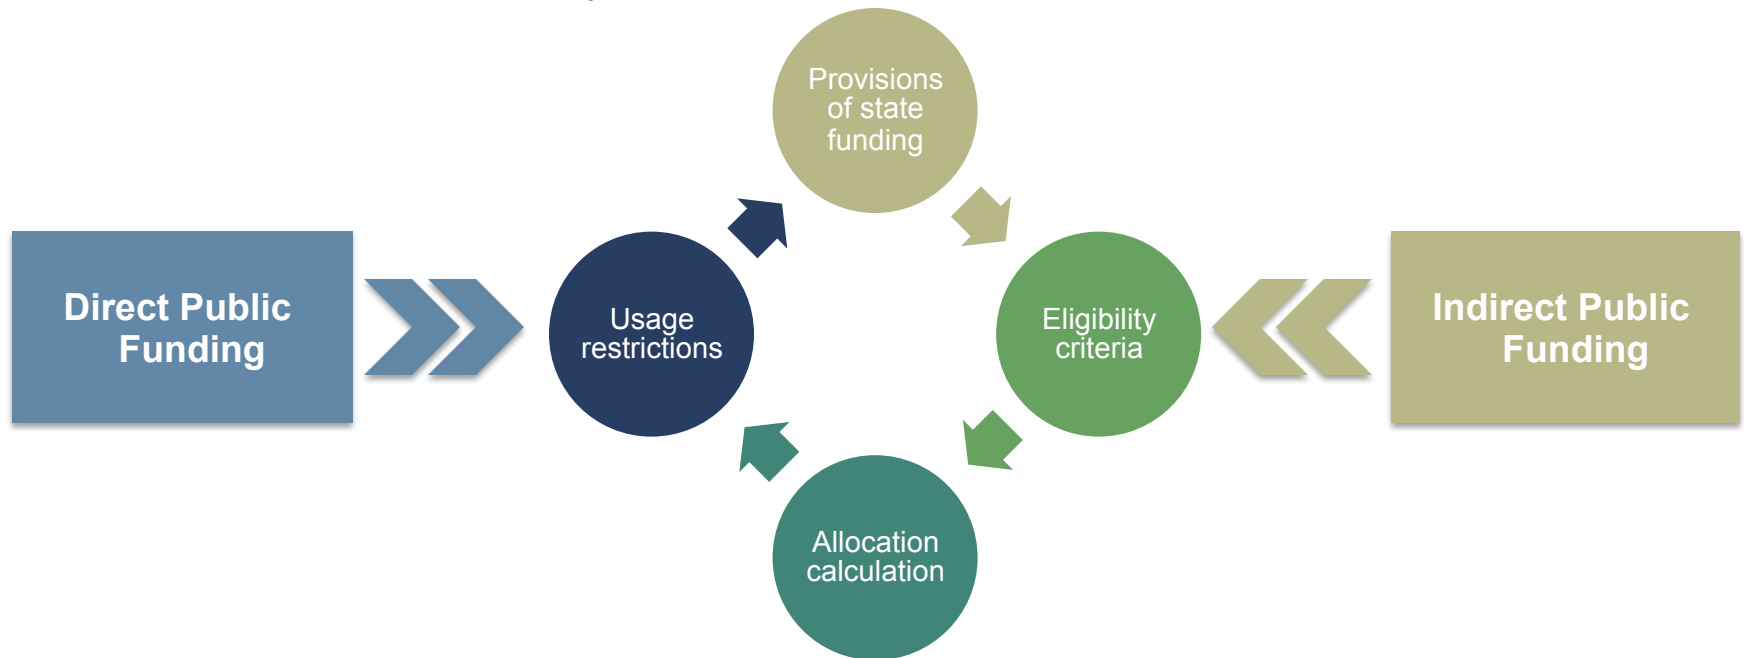 Provisions
of state
funding
Direct Public
Funding
Usage
restrictions
Eligibility
criteria
Indirect Public
Funding
Allocation
calculation